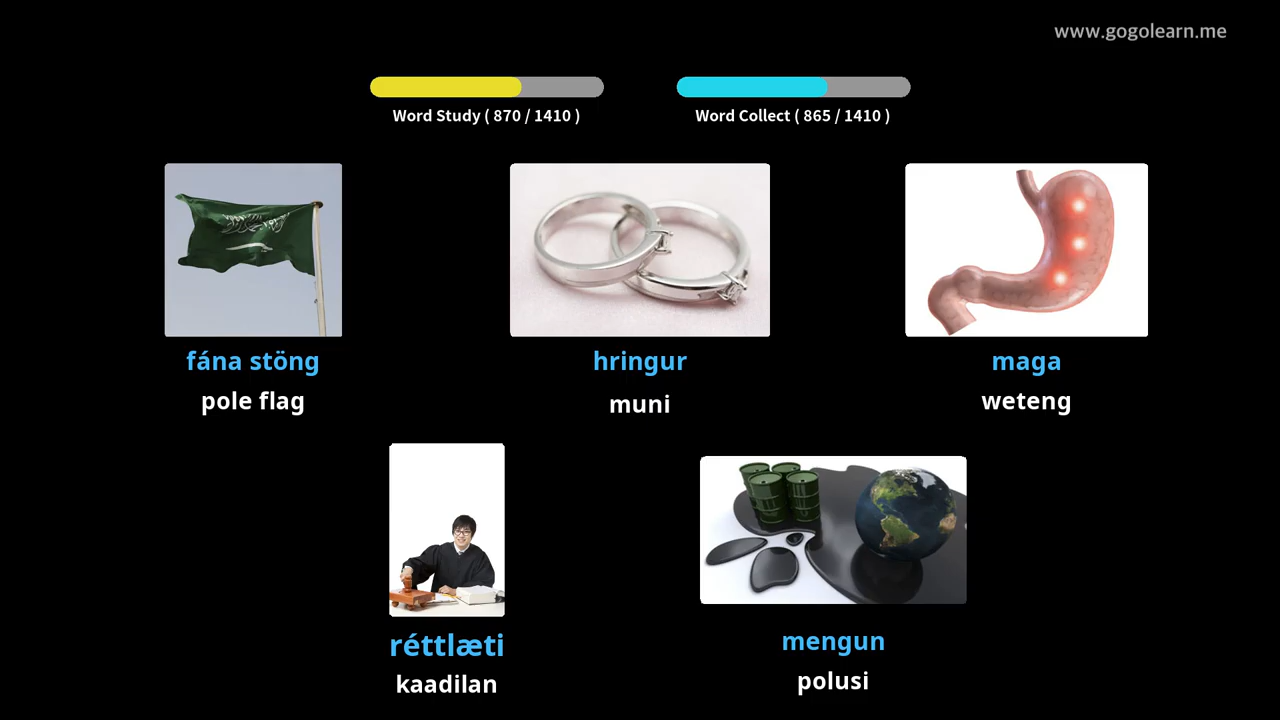 www.gogolearn.me
Word Study ( 870 / 1410 )
Word Collect ( 865 / 1410 )
fána stöng
pole flag
hringur
muni
maga
weteng
réttlæti
kaadilan
mengun
polusi